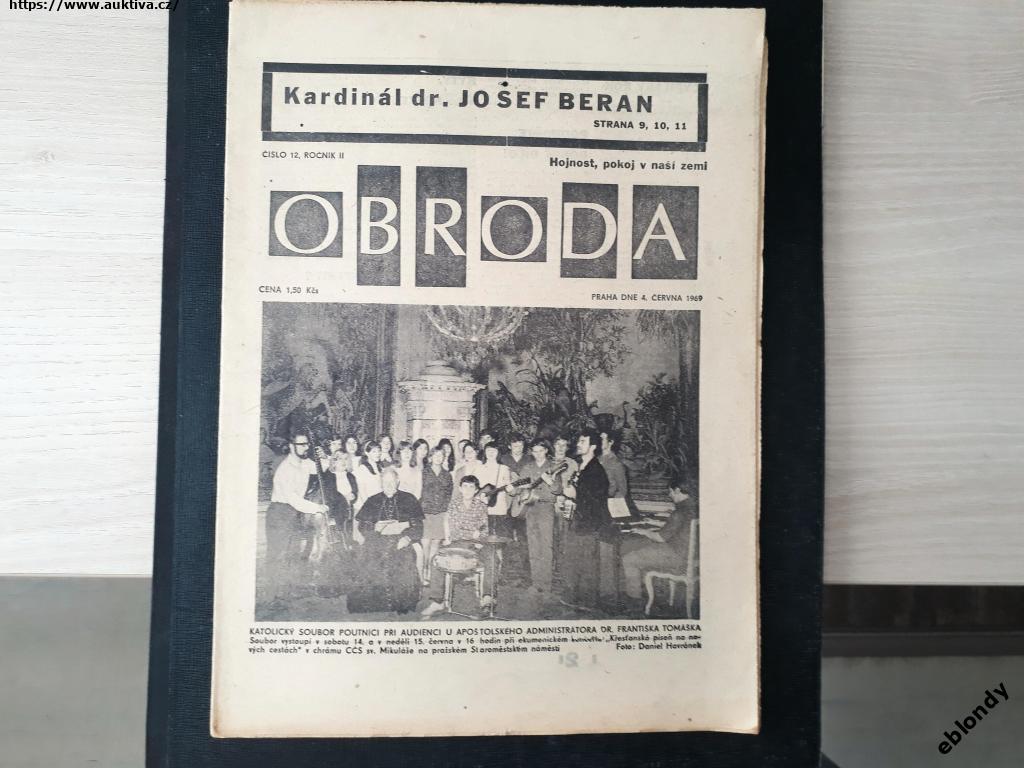 https://www.auktiva.cz/
Kardinál dr. JOSEF BERAN
STRANA 9, 10, 11
ČÍSLO 12, ROČNÍK II
Hojnost, pokoj v naší zemi
OBRODA
CENA 1,50 Kčs
PRAHA DNE 4. ČERVNA 1969
KATOLICKÝ SOUBOR POUTNÍCI PŘI AUDIENCI U APOŠTOLSKÉHO ADMINISTRÁTORA DR. FRANTIŠKA TOMÁŠKA
Soubor vystoupí v sobotu 14. a v neděli 15. června v 16 hodin při ekumenickém „Křesťanská píseň na no-
vých cestách" v chrámu CČS sv. Mikuláše na pražském Staroměstském náměstí
Foto: Daniel Havránek
eblondy